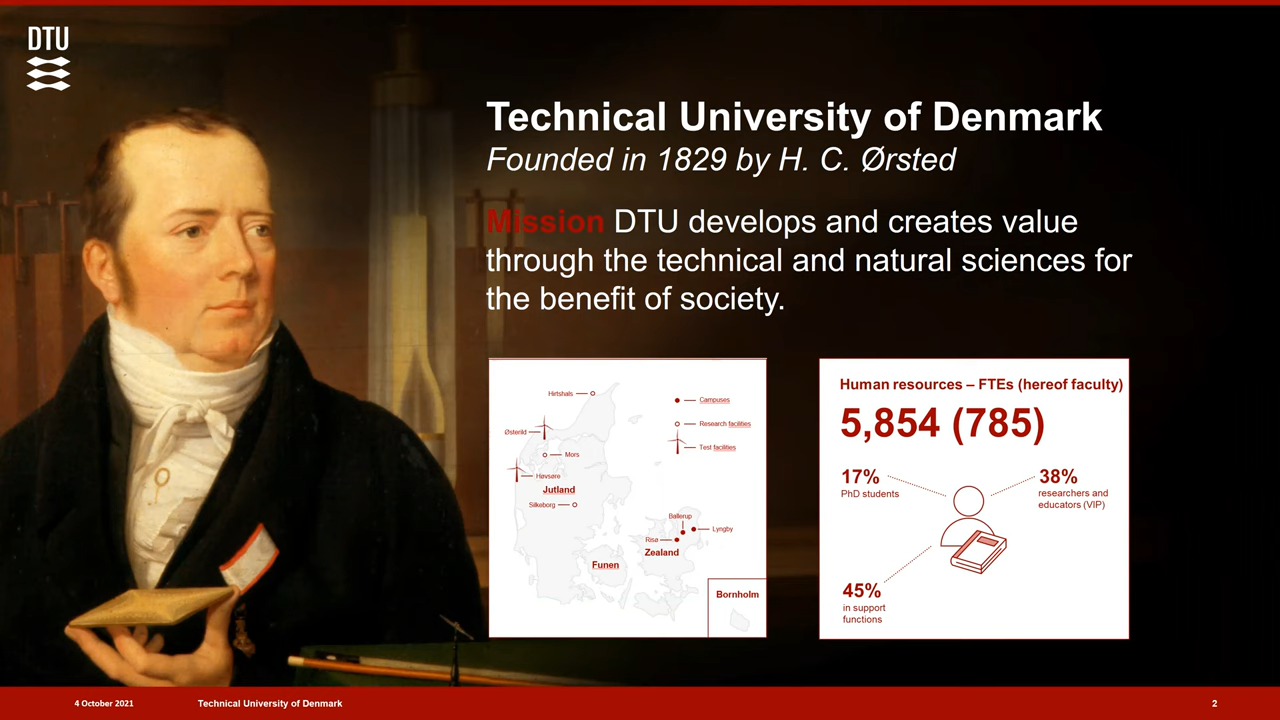 DTU
Technical University of Denmark
Founded in 1829 by H. C. Ørsted
Mission DTU develops and creates value
through the technical and natural sciences for
the benefit of society.
Hirtshals
Østerild
Mors
Høvsøre
Jutland
Silkeborg
Campuses
Research facilities
Test facilities
Ballerup
Lyngby
Risø
Zealand
Funen
Bornholm
Human resources – FTEs (hereof faculty)
5,854 (785)
17%
PhD students
38%
researchers and
educators (VIP)
45%
in support
functions
4 October 2021
Technical University of Denmark
2